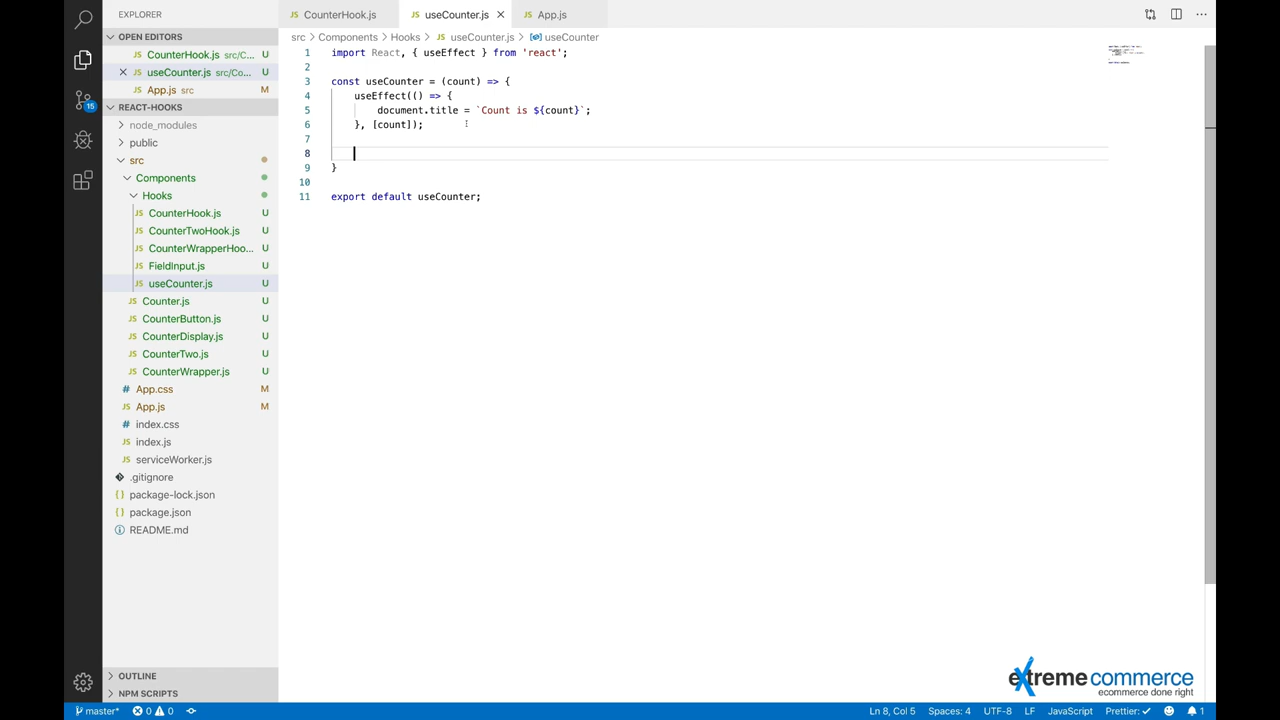 EXPLORER
OPEN EDITORS
CounterHook.js src/C... U
useCounter.js src/Co... U
App.js src M
REACT-HOOKS
node_modules
public
src
Components
Hooks
JS CounterHook.js U
JS CounterTwoHook.js U
JS CounterWrapperHoo... U
JS FieldInput.js U
JS useCounter.js U
JS Counter.js U
JS CounterButton.js U
JS CounterDisplay.js U
JS CounterTwo.js U
JS CounterWrapper.js U
# App.css M
JS App.js M
# index.css
JS index.js
JS serviceWorker.js
.gitignore
{} package-lock.json
{} package.json
README.md
OUTLINE
NPM SCRIPTS
15
JS CounterHook.js
JS useCounter.js
JS App.js
src > Components > Hooks > JS useCounter.js > useCounter
1 import React, { useEffect } from 'react';
2
3 const useCounter = (count) => {
4 useEffect(() => {
5 document.title = `Count is ${count}`;
6 }, [count]);
7
8
9 }
10
11 export default useCounter;
extreme commerce
ecommerce done right
master* 0 0 Ln 8, Col 5 Spaces: 4 UTF-8 LF JavaScript Prettier: ✓ 1